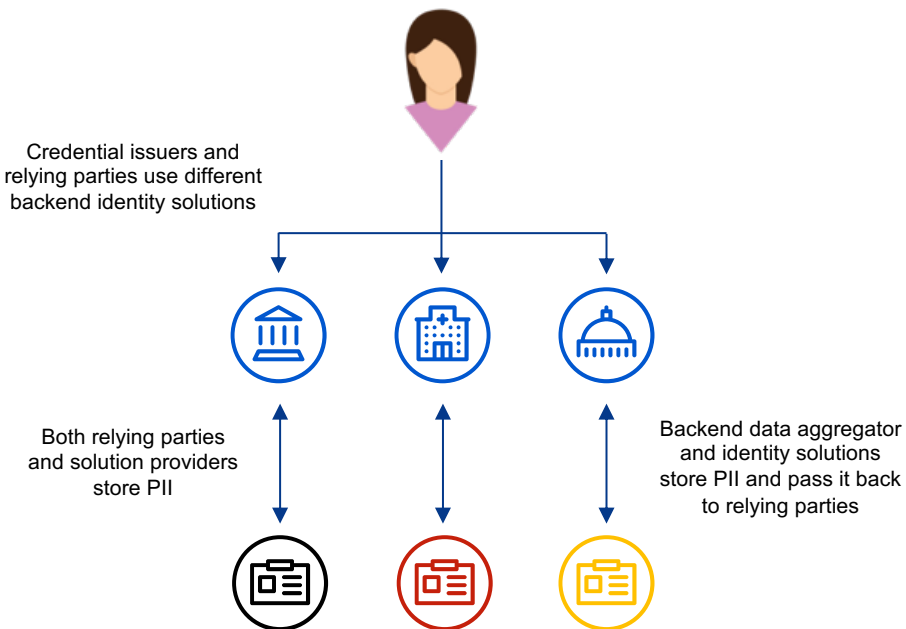 Credential issuers and
relying parties use different
backend identity solutions
Both relying parties
and solution providers
store PII
Backend data aggregator
and identity solutions
store PII and pass it back
to relying parties